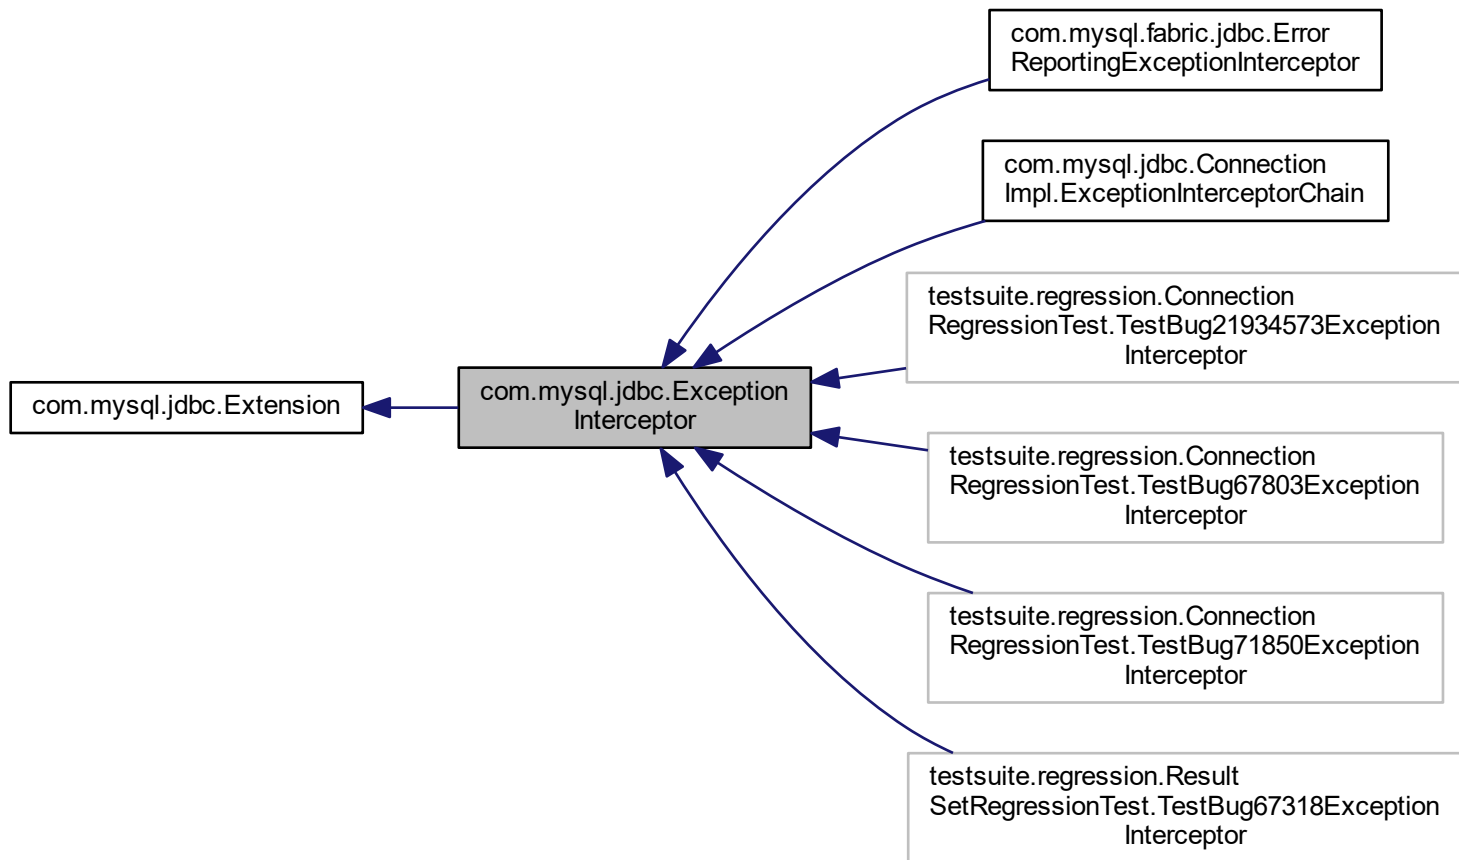 com.mysql.fabric.jdbc.Error
ReportingExceptionInterceptor
com.mysql.jdbc.Connection
Impl.ExceptionInterceptorChain
testsuite.regression.Connection
RegressionTest.TestBug21934573Exception
Interceptor
com.mysql.jdbc.Extension
com.mysql.jdbc.Exception
Interceptor
testsuite.regression.Connection
RegressionTest.TestBug67803Exception
Interceptor
testsuite.regression.Connection
RegressionTest.TestBug71850Exception
Interceptor
testsuite.regression.Result
SetRegressionTest.TestBug67318Exception
Interceptor